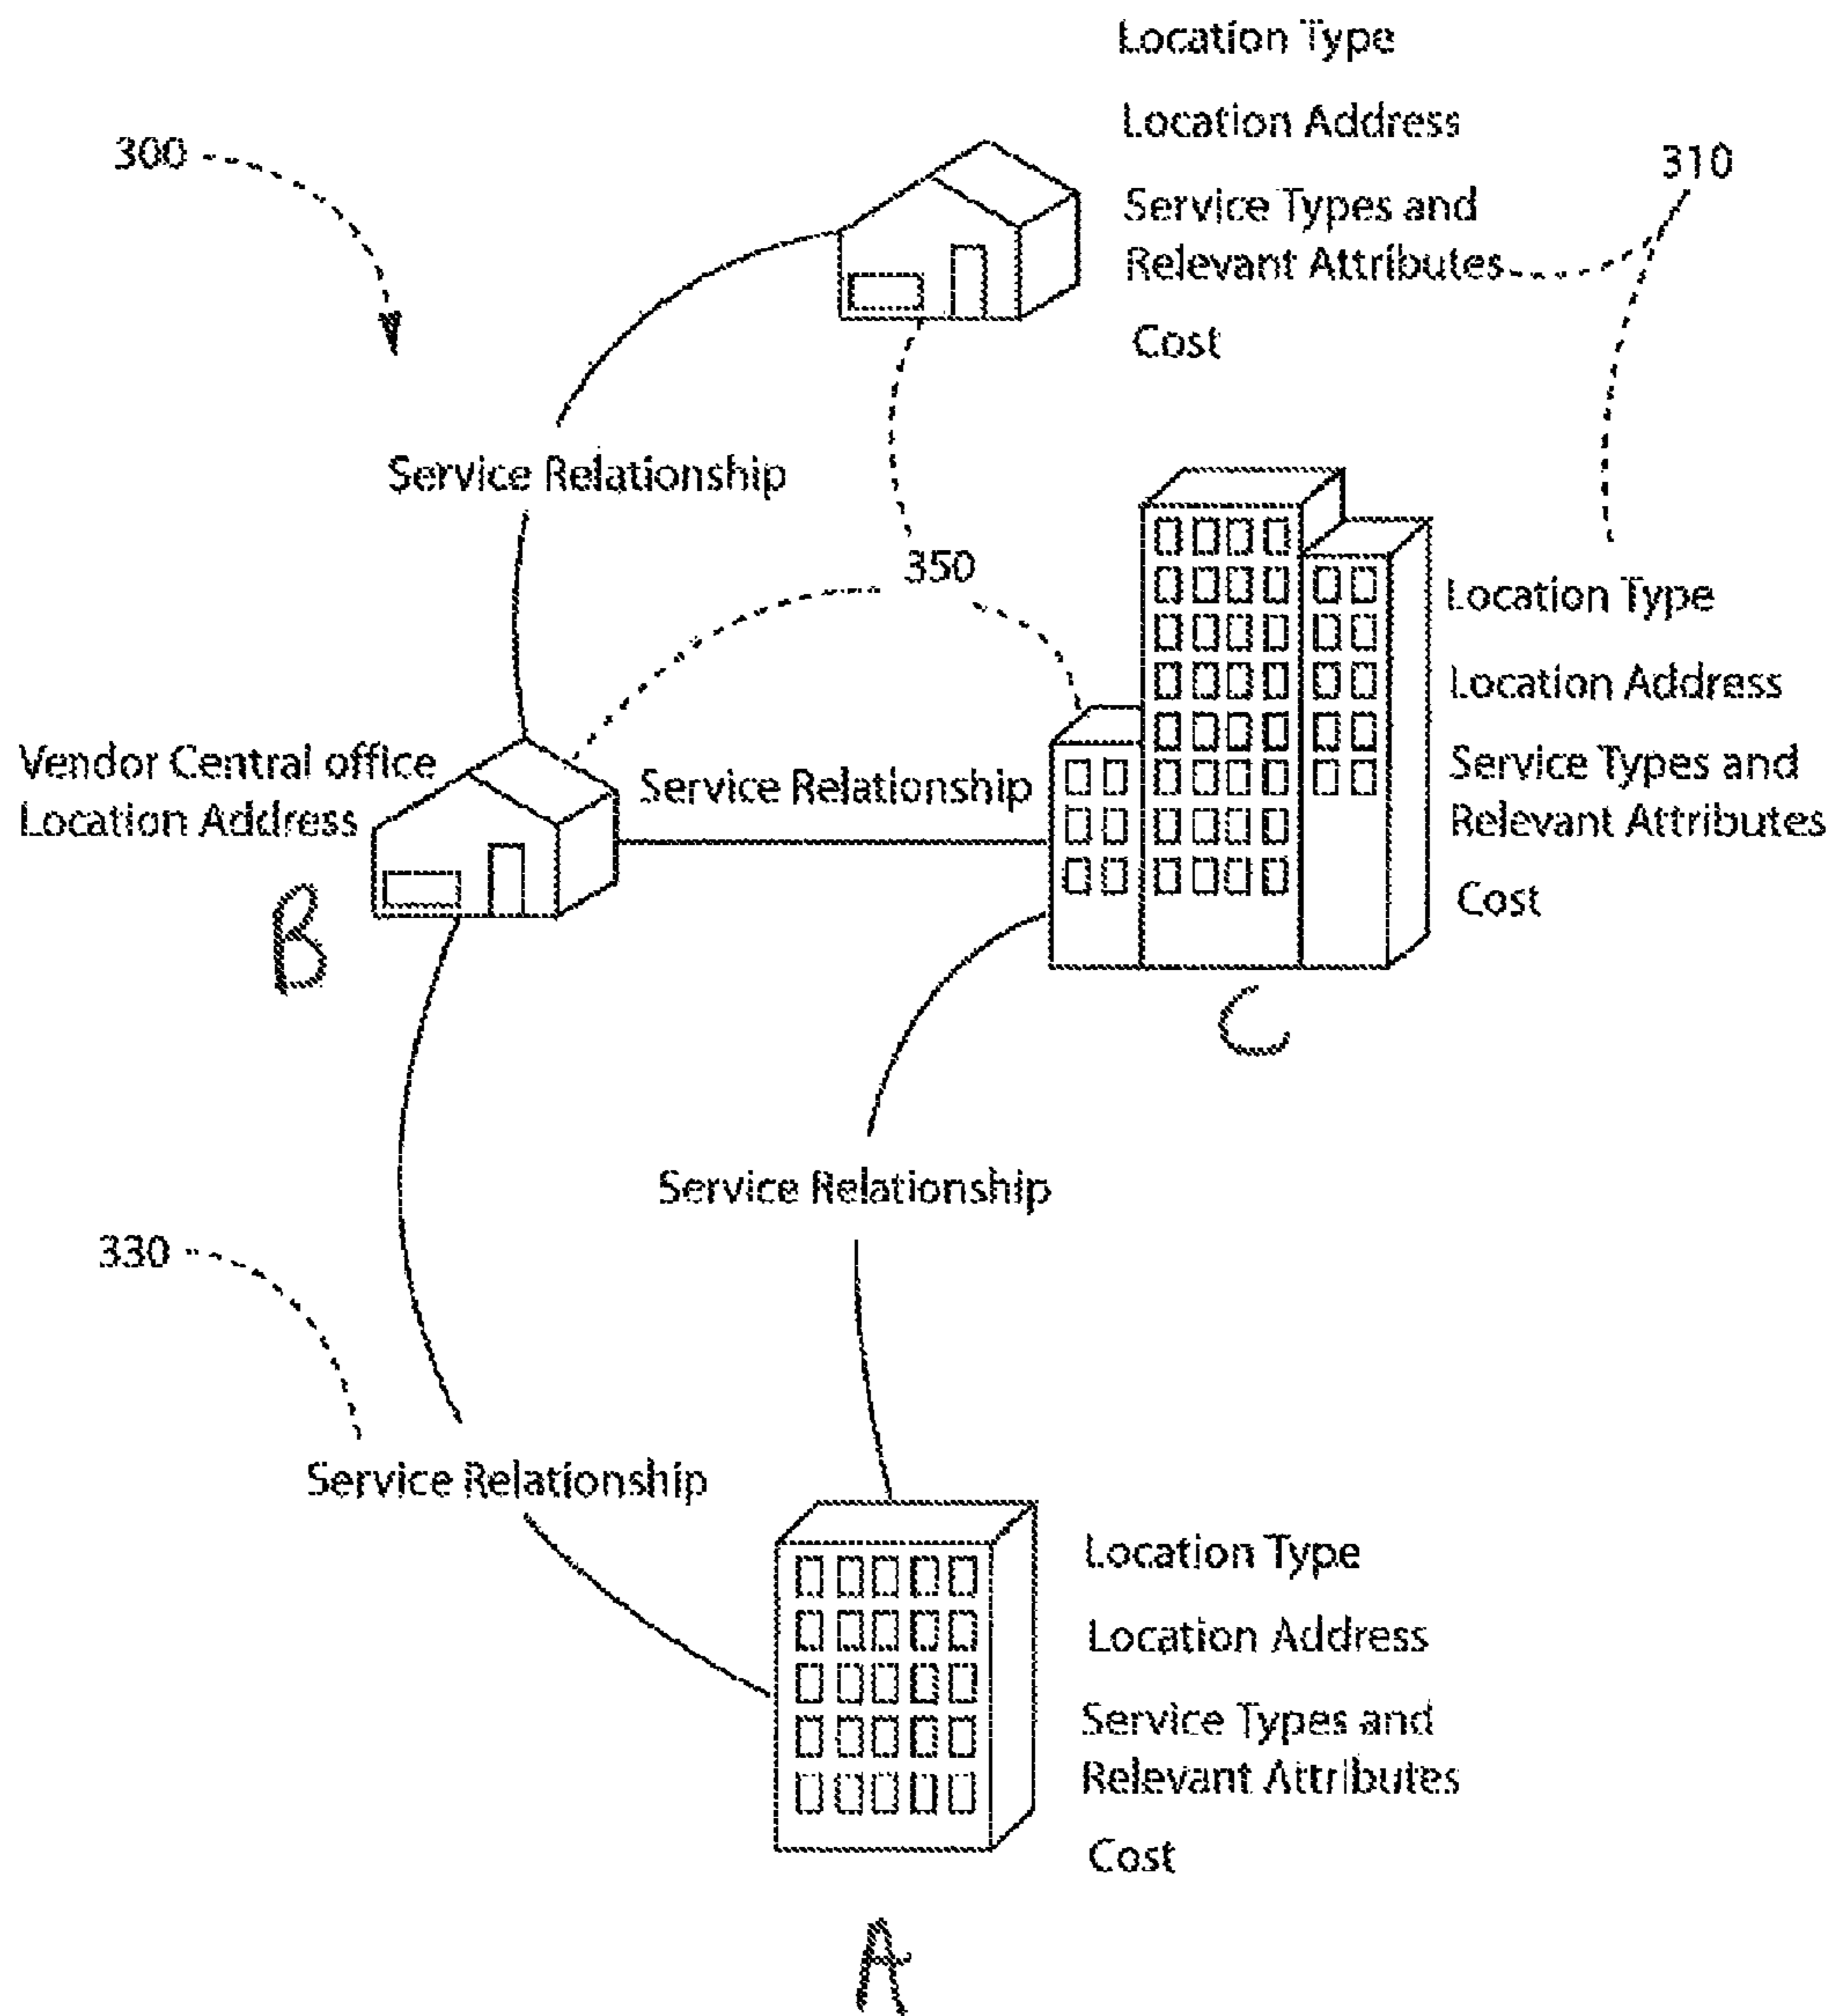 Location Type
Location Address
300
310
Service Types and
Relevant Attributes
Cost
Service Relationship
350
Location Type
Location Address
Vendor Central office
Location Address
Service Relationship
Service Types and
Relevant Attributes
Cost
B
C
Service Relationship
330
Service Relationship
Location Type
Location Address
Service Types and
Relevant Attributes
Cost
A